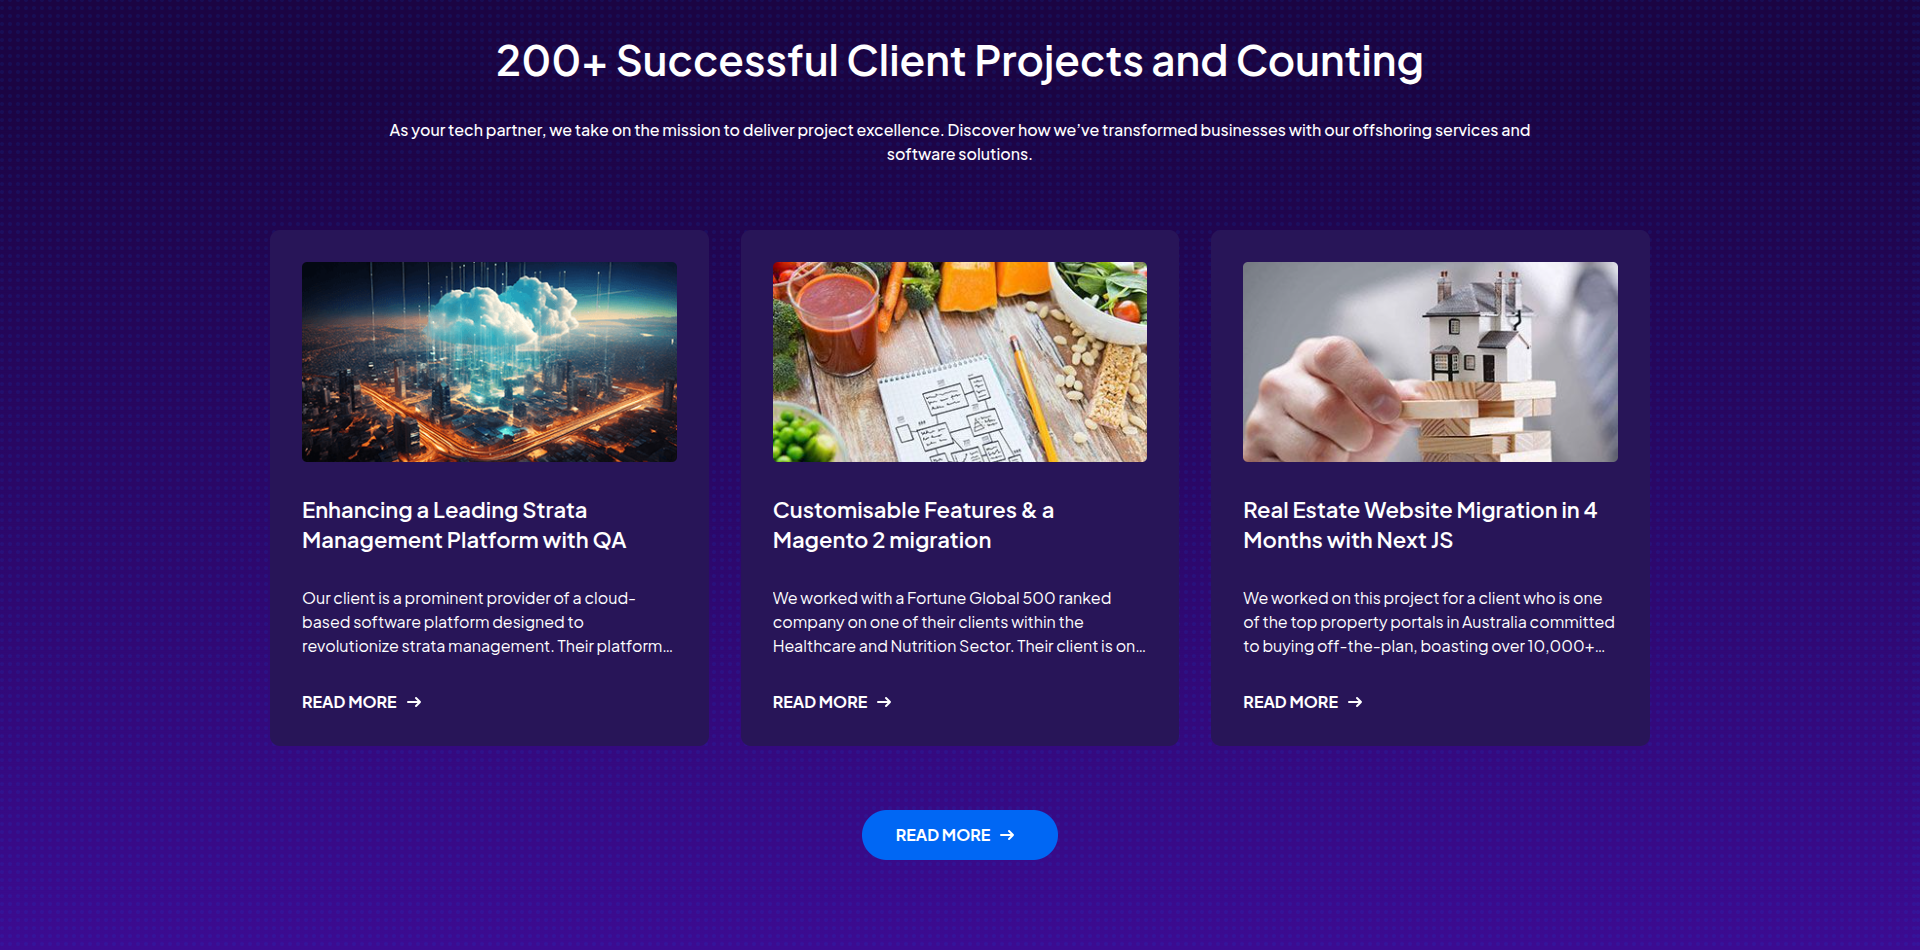 200+ Successful Client Projects and Counting
As your tech partner, we take on the mission to deliver project excellence. Discover how we've transformed businesses with our offshoring services and
software solutions.
Enhancing a Leading Strata
Management Platform with QA
Our client is a prominent provider of a cloud-
based software platform designed to
revolutionize strata management. Their platform...
READ MORE
Customisable Features & a
Magento 2 migration
We worked with a Fortune Global 500 ranked
company on one of their clients within the
Healthcare and Nutrition Sector. Their client is on...
READ MORE
Real Estate Website Migration in 4
Months with Next JS
We worked on this project for a client who is one
of the top property portals in Australia committed
to buying off-the-plan, boasting over 10,000+...
READ MORE
READ MORE